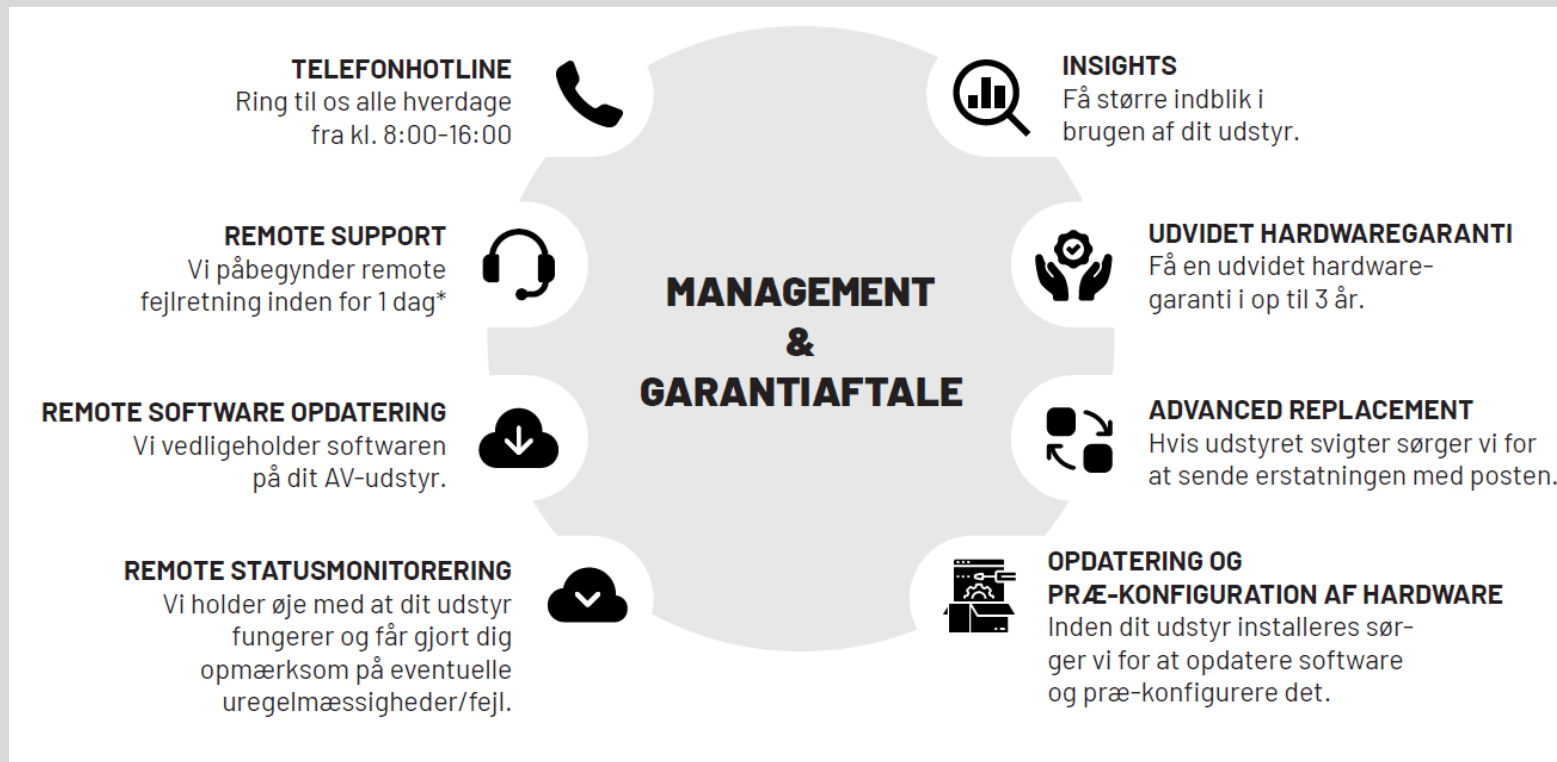 TELEFONHOTLINE
Ring til os alle hverdage
fra kl. 8:00-16:00
REMOTE SUPPORT
Vi påbegynder remote
fejlretning inden for 1 dag*
REMOTE SOFTWARE OPDATERING
Vi vedligeholder softwaren
på dit AV-udstyr.
REMOTE STATUSMONITORERING
Vi holder øje med at dit udstyr
fungerer og får gjort dig
opmærksom på eventuelle
uregelmæssigheder/fejl.
MANAGEMENT
&
GARANTIAFTALE
INSIGHTS
Få større indblik i
brugen af dit udstyr.
UDVIDET HARDWAREGARANTI
Få en udvidet hardware-
garanti i op til 3 år.
ADVANCED REPLACEMENT
Hvis udstyret svigter sørger vi for
at sende erstatningen med posten.
OPDATERING OG
PRÆ-KONFIGURATION AF HARDWARE
Inden dit udstyr installeres sør-
ger vi for at opdatere software
og præ-konfigurere det.